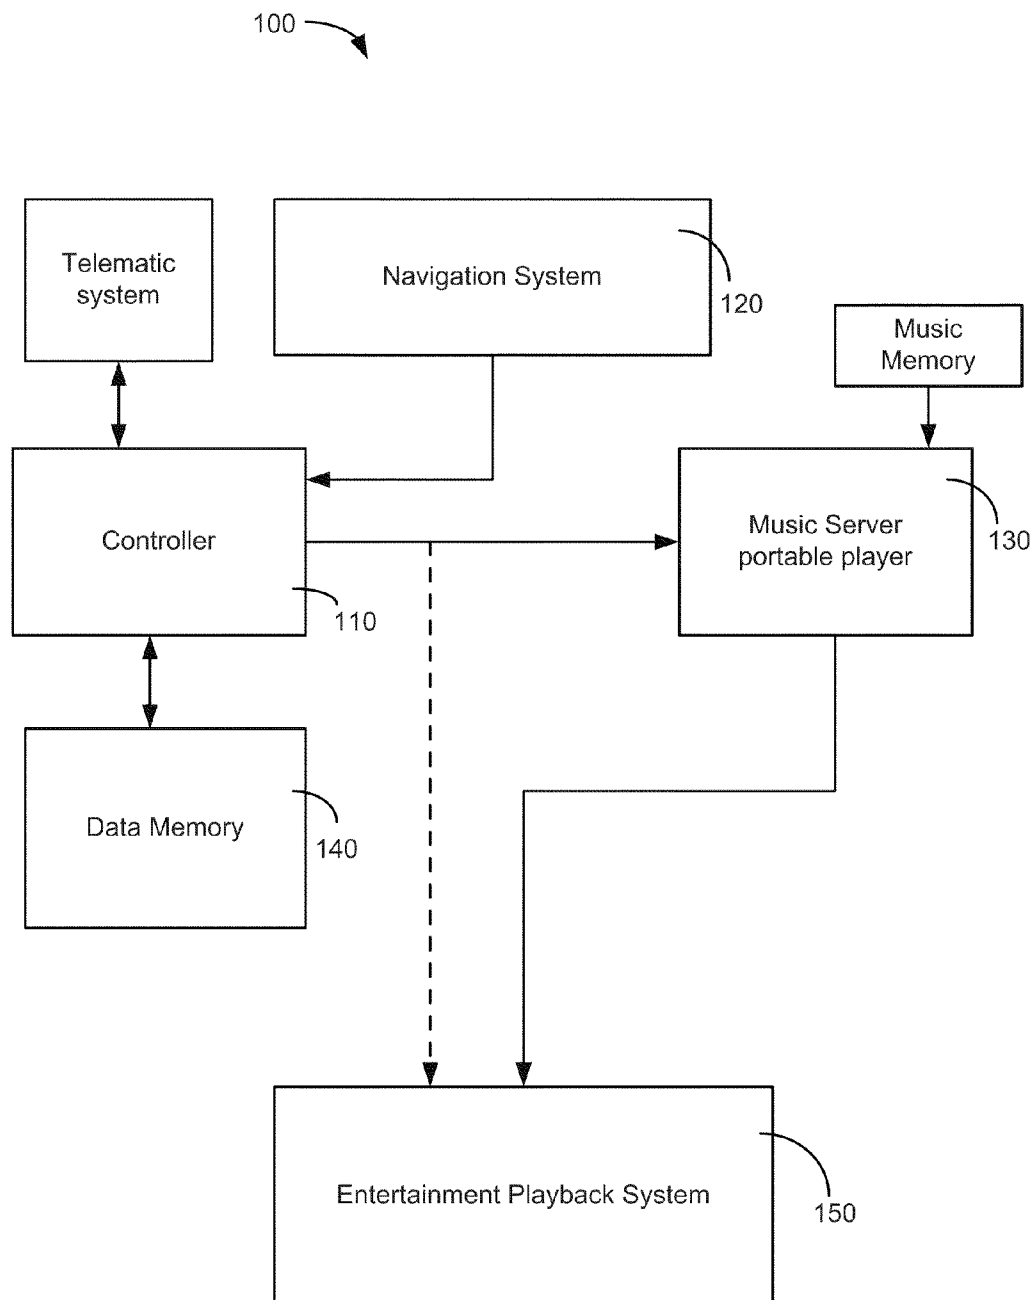 100
Telematic
system
Navigation System
120
Music
Memory
Controller
110
Music Server
portable player
130
Data Memory
140
Entertainment Playback System
150